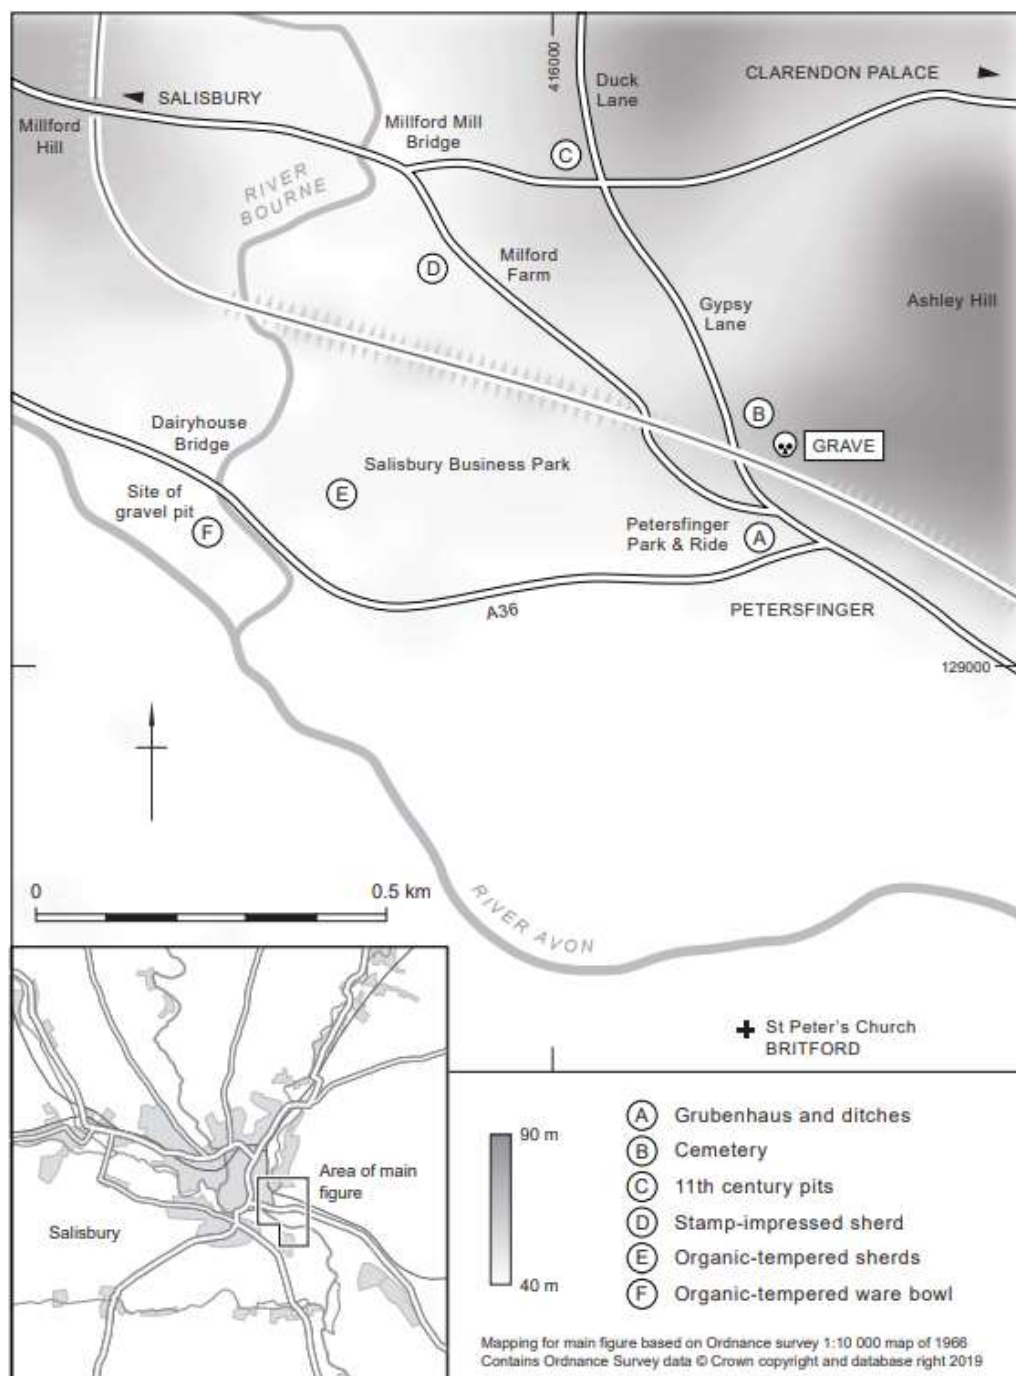 416000
CLARENDON PALACE
Duck
Lane
SALISBURY
Millford
Hill
Millford Mill
Bridge
C
RIVER
BOURNE
D
Milford
Farm
Gypsy
Lane
Ashley Hill
B
GRAVE
Dairyhouse
Bridge
Salisbury Business Park
Site of
gravel pit
E
F
Petersfinger
Park & Ride
A
A36
PETERSFINGER
129000
0
0.5 km
RIVER AVON
St Peter's Church
BRITFORD
Area of main
figure
Salisbury
90 m
40 m
A Grubenhaus and ditches
B Cemetery
C 11th century pits
D Stamp-impressed sherd
E Organic-tempered sherds
F Organic-tempered ware bowl
Mapping for main figure based on Ordnance survey 1:10 000 map of 1966
Contains Ordnance Survey data © Crown copyright and database right 2019